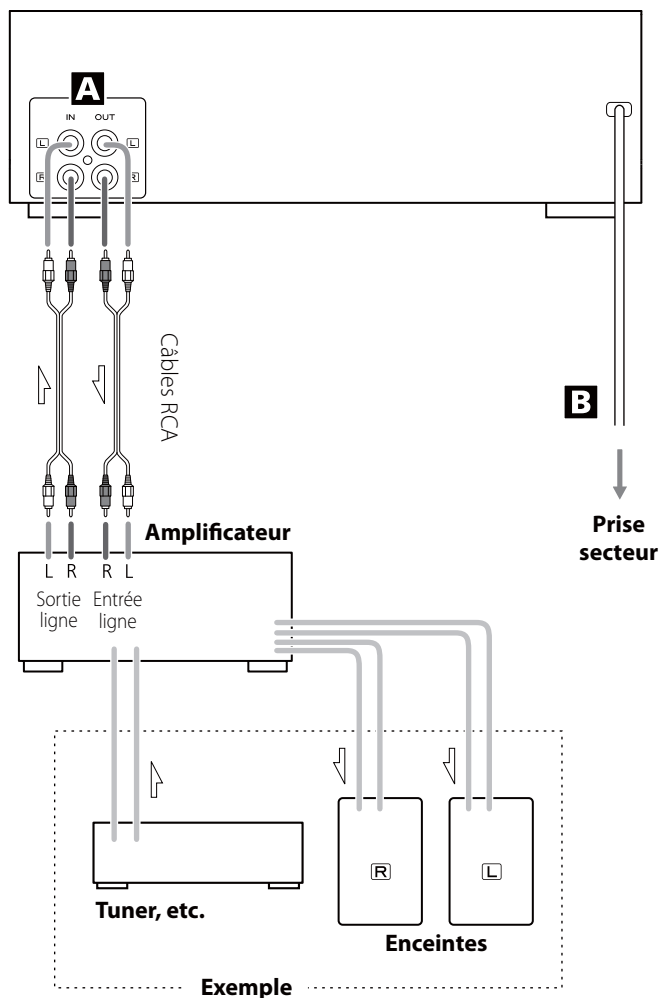 A
IN OUT
L L
R R
Câbles RCA
B
Prise
secteur
Amplificateur
L R R L
Sortie Entrée
ligne ligne
R L
Tuner, etc.
Enceintes
Exemple